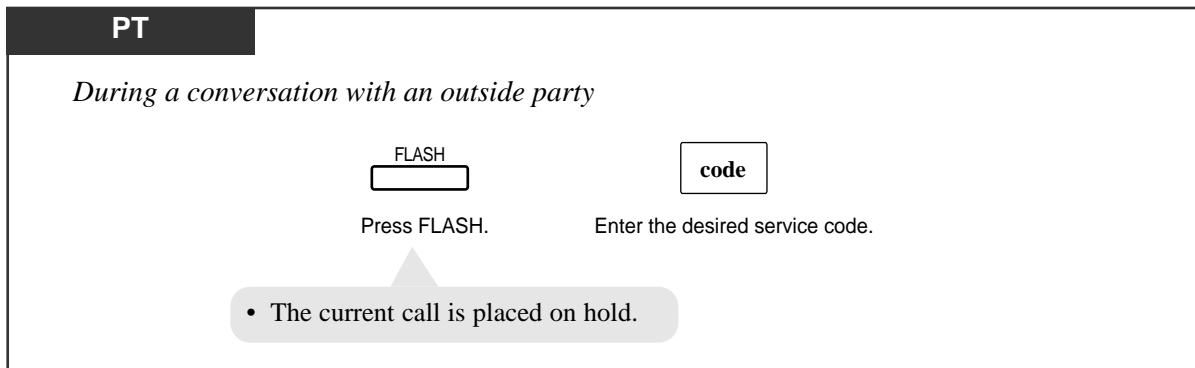 PT
During a conversation with an outside party
FLASH
code
Press FLASH.
Enter the desired service code.
• The current call is placed on hold.